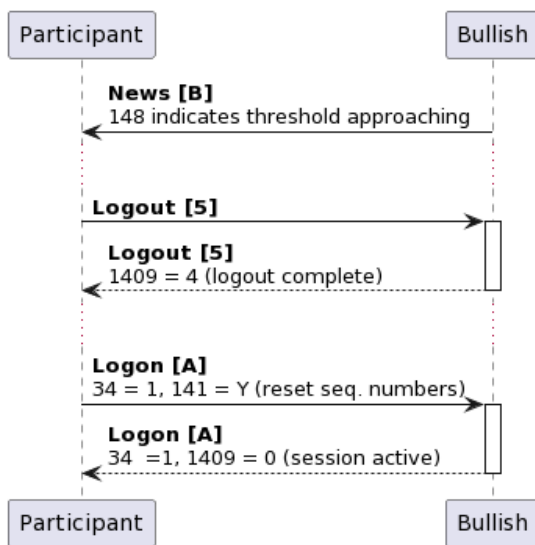 Participant
Bullish
News [B]
148 indicates threshold approaching
Logout [5]
Logout [5]
1409 = 4 (logout complete)
Logon [A]
34 = 1, 141 = Y (reset seq. numbers)
Logon [A]
34  =1, 1409 = 0 (session active)
Participant
Bullish